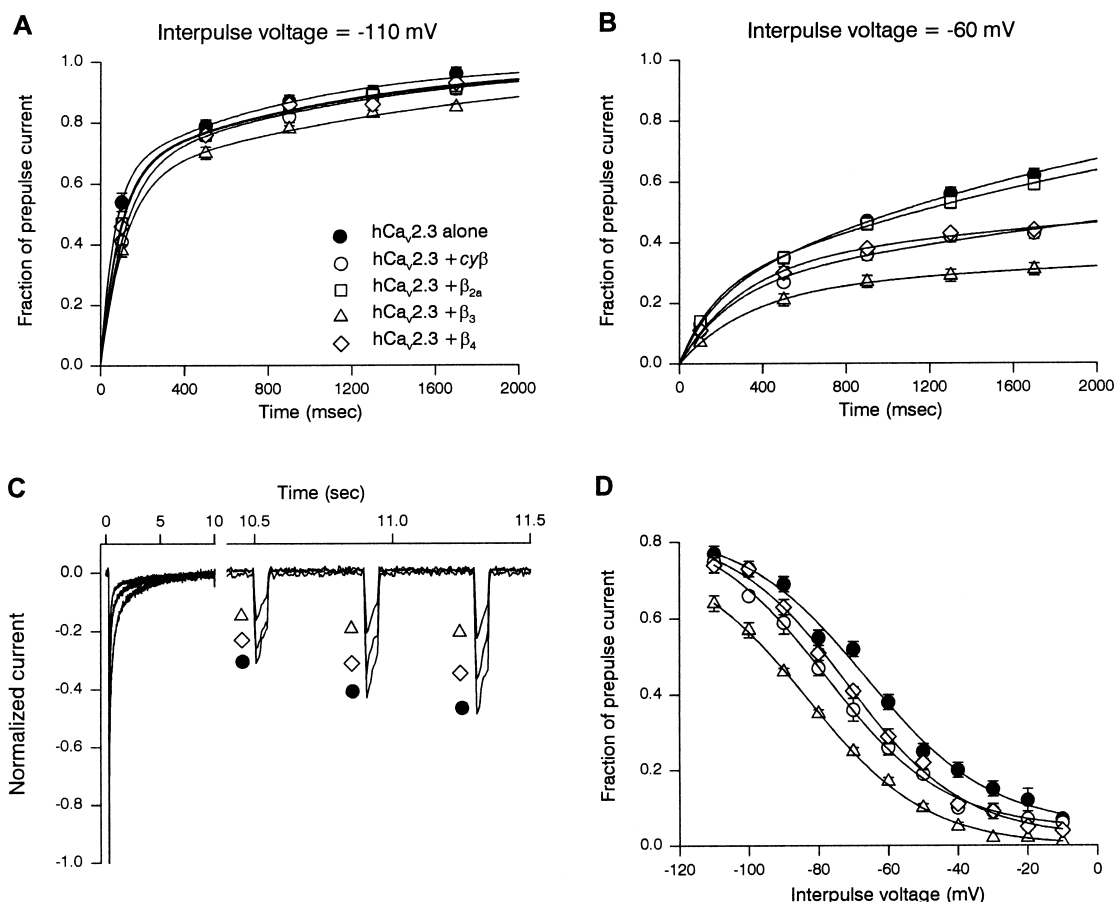 A
Interpulse voltage = -110 mV
Fraction of prepulse current
1.0
0.8
0.6
0.4
0.2
0.0
0 400 800 1200 1600 2000
Time (msec)
hCav2.3 alone
hCav2.3 + cyβ
hCav2.3 + β2a
hCav2.3 + β3
hCav2.3 + β4
B
Interpulse voltage = -60 mV
Fraction of prepulse current
1.0
0.8
0.6
0.4
0.2
0.0
0 400 800 1200 1600 2000
Time (msec)
C
Time (sec)
0 5 10 10.5 11.0 11.5
Normalized current
0.0
-0.2
-0.4
-0.6
-0.8
-1.0
D
Fraction of prepulse current
0.8
0.6
0.4
0.2
0.0
-120 -100 -80 -60 -40 -20 0
Interpulse voltage (mV)